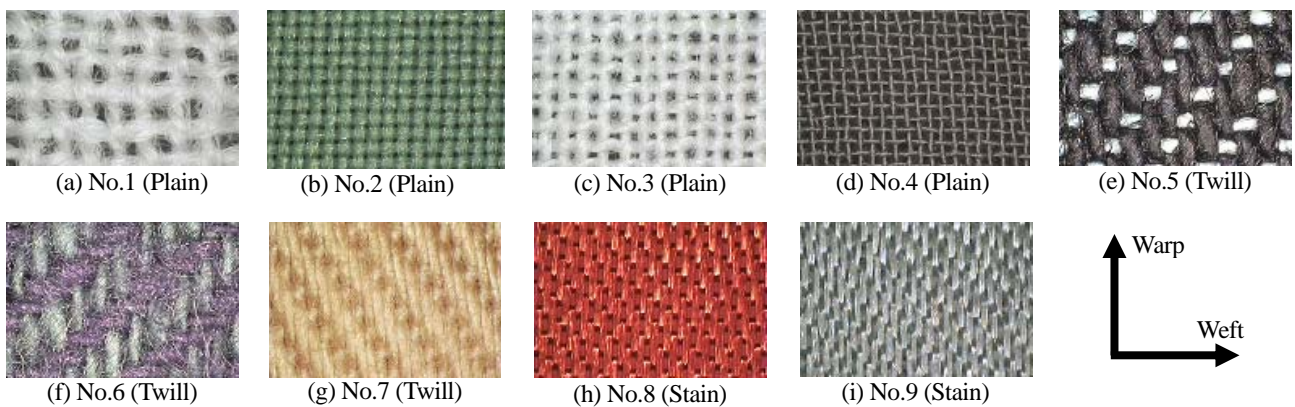 (a) No.1 (Plain)
(b) No.2 (Plain)
(c) No.3 (Plain)
(d) No.4 (Plain)
(e) No.5 (Twill)
Warp
Weft
(f) No.6 (Twill)
(g) No.7 (Twill)
(h) No.8 (Stain)
(i) No.9 (Stain)